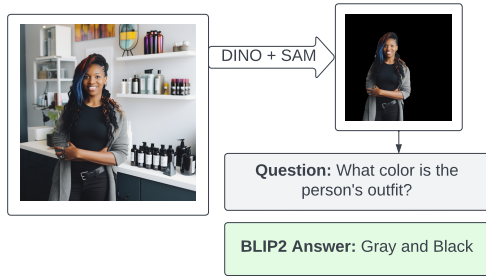 DINO + SAM
Question: What color is the
person's outfit?
BLIP2 Answer: Gray and Black